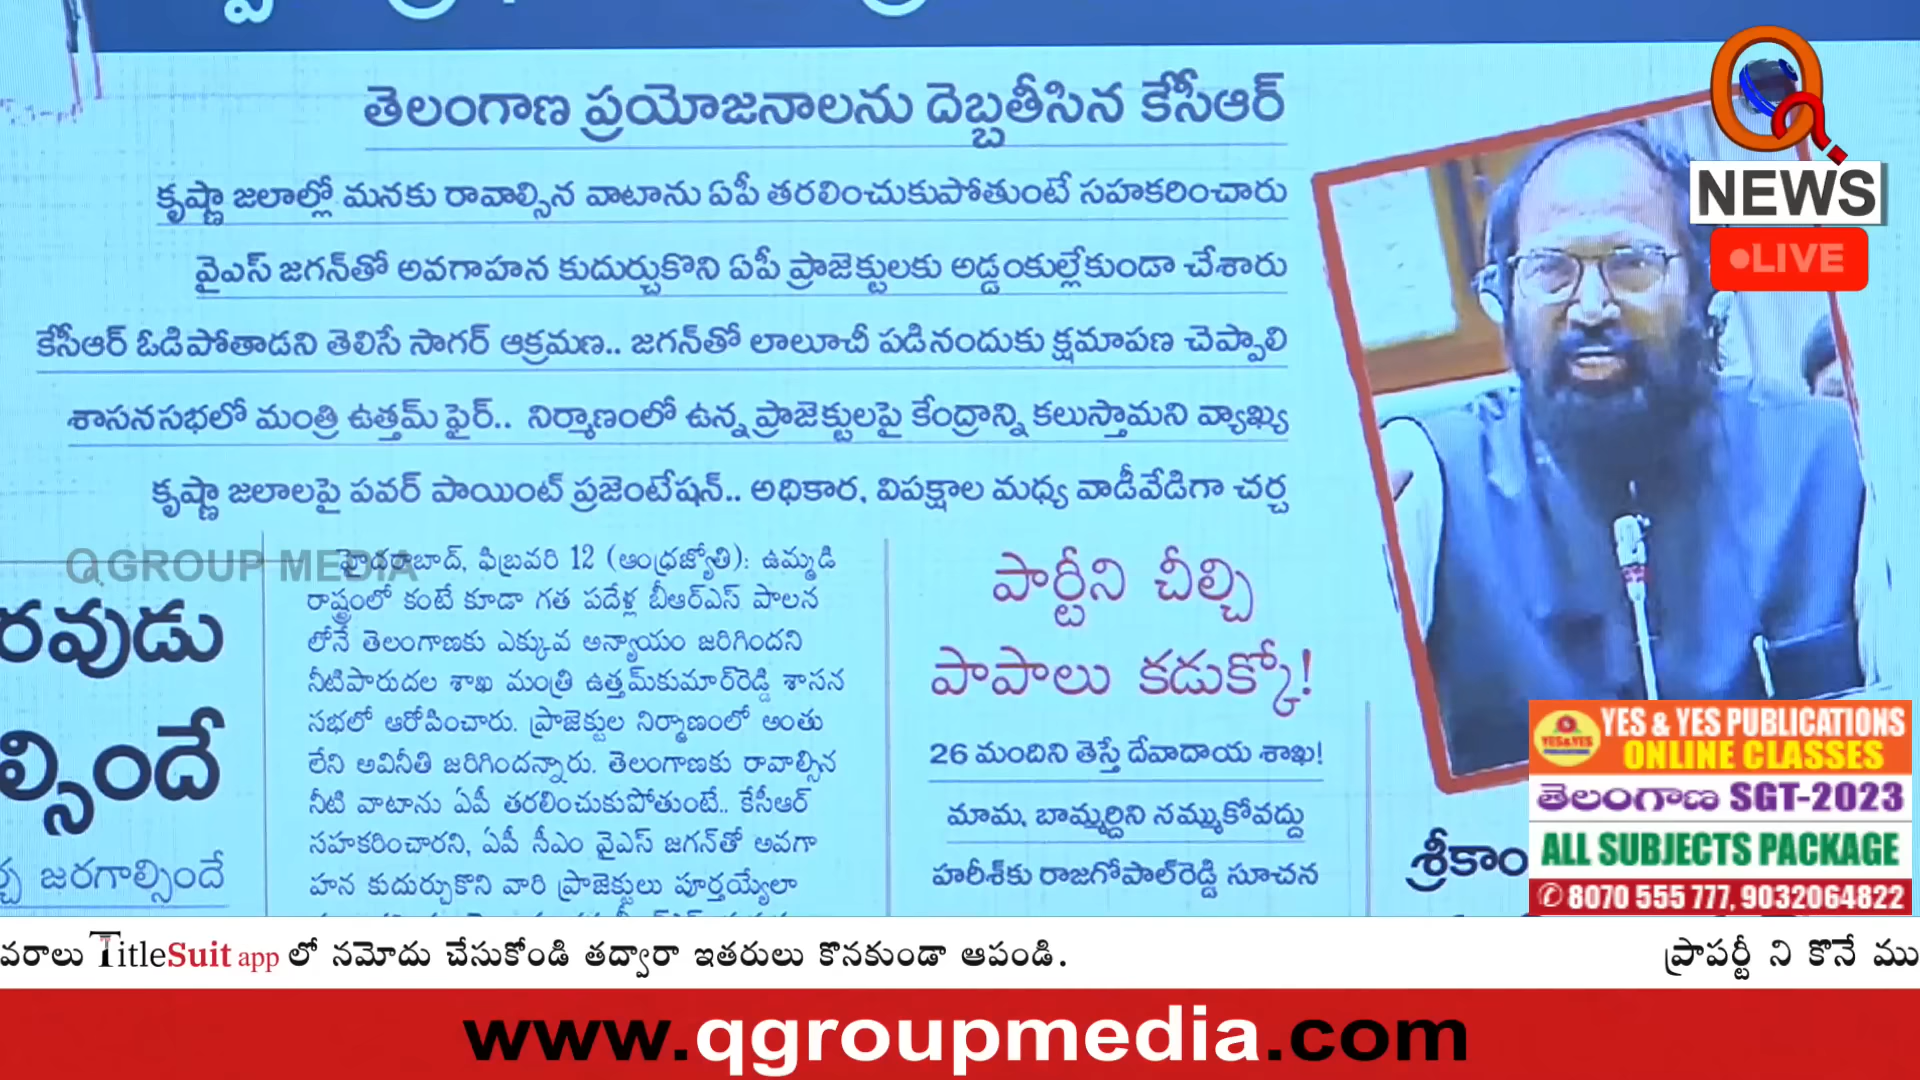 తెలంగాణ ప్రయోజనాలను దెబ్బతీసిన కేసీఆర్
కృష్ణా జలాల్లో మనకు రావాల్సిన వాటాను ఏపీ తరలించుకుపోతుంటే సహకరించారు
వైఎస్ జగన్‌తో అవగాహన కుదుర్చుకొని ఏపీ ప్రాజెక్టులకు అడ్డంకుల్లేకుండా చేశారు
కేసీఆర్ ఓడిపోతాడని తెలిసే సాగర్ ఆక్రమణ.. జగన్‌తో లాలూచీ పడినందుకు క్షమాపణ చెప్పాలి
శాసనసభలో మంత్రి ఉత్తమ్ ఫైర్.. నిర్మాణంలో ఉన్న ప్రాజెక్టులపై కేంద్రాన్ని కలుస్తామని వ్యాఖ్య
కృష్ణా జలాలపై పవర్ పాయింట్ ప్రజెంటేషన్.. అధికార, విపక్షాల మధ్య వాడీవేడిగా చర్చ
Q GROUP MEDIA
రవుడు
ల్సిందే
ర్చ జరగాల్సిందే
హైదరాబాద్, ఫిబ్రవరి 12 (ఆంధ్రజ్యోతి): ఉమ్మడి
రాష్ట్రంలో కంటే కూడా గత పదేళ్ల బీఆర్ఎస్ పాలన
లోనే తెలంగాణకు ఎక్కువ అన్యాయం జరిగిందని
నీటిపారుదల శాఖ మంత్రి ఉత్తమ్‌కుమార్‌రెడ్డి శాసన
సభలో ఆరోపించారు. ప్రాజెక్టుల నిర్మాణంలో అంతు
లేని అవినీతి జరిగిందన్నారు. తెలంగాణకు రావాల్సిన
నీటి వాటాను ఏపీ తరలించుకుపోతుంటే.. కేసీఆర్
సహకరించారని, ఏపీ సీఎం వైఎస్ జగన్‌తో అవగా
హన కుదుర్చుకొని వారి ప్రాజెక్టులు పూర్తయ్యేలా
పార్టీని చీల్చి
పాపాలు కడుక్కో!
26 మందిని తెస్తే దేవాదాయ శాఖ!
మామ, బామ్మర్దిని నమ్ముకోవద్దు
హరీశ్‌కు రాజగోపాల్‌రెడ్డి సూచన
శ్రీకాం
Q
NEWS
LIVE
YES & YES PUBLICATIONS
ONLINE CLASSES
YES&YES
తెలంగాణ SGT-2023
ALL SUBJECTS PACKAGE
8070 555 777, 9032064822
వరాలు TitleSuit app లో నమోదు చేసుకోండి తద్వారా ఇతరులు కొనకుండా ఆపండి.
ప్రాపర్టీ ని కొనే ము
www.qgroupmedia.com